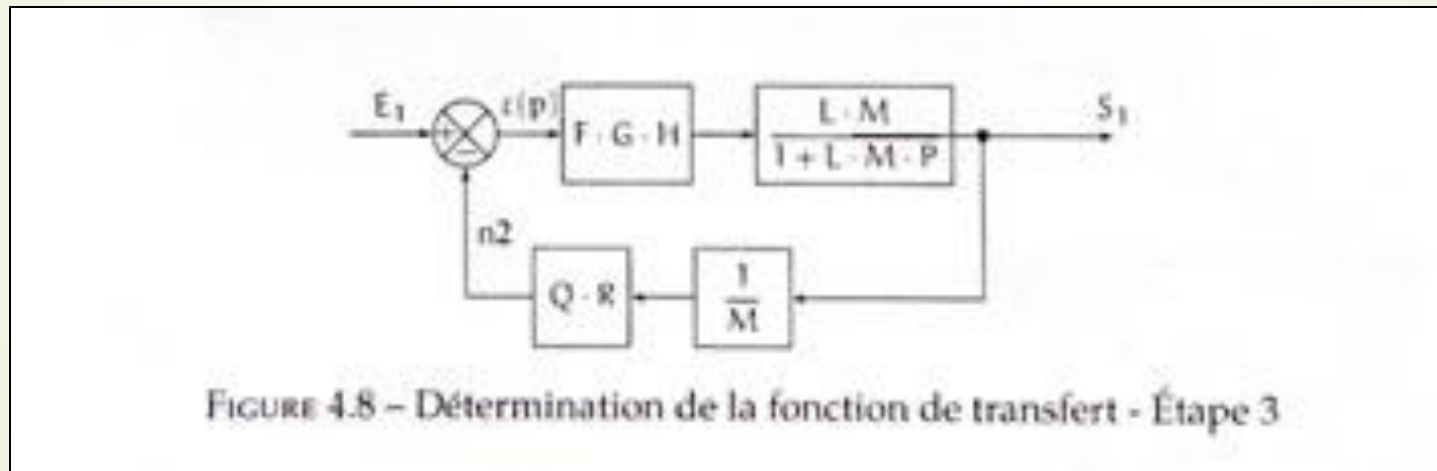 E₁
ε(p)
F · G · H
L · M
1 + L · M · P
S₁
n2
Q · R
1
M
FIGURE 4.8 – Détermination de la fonction de transfert - Étape 3